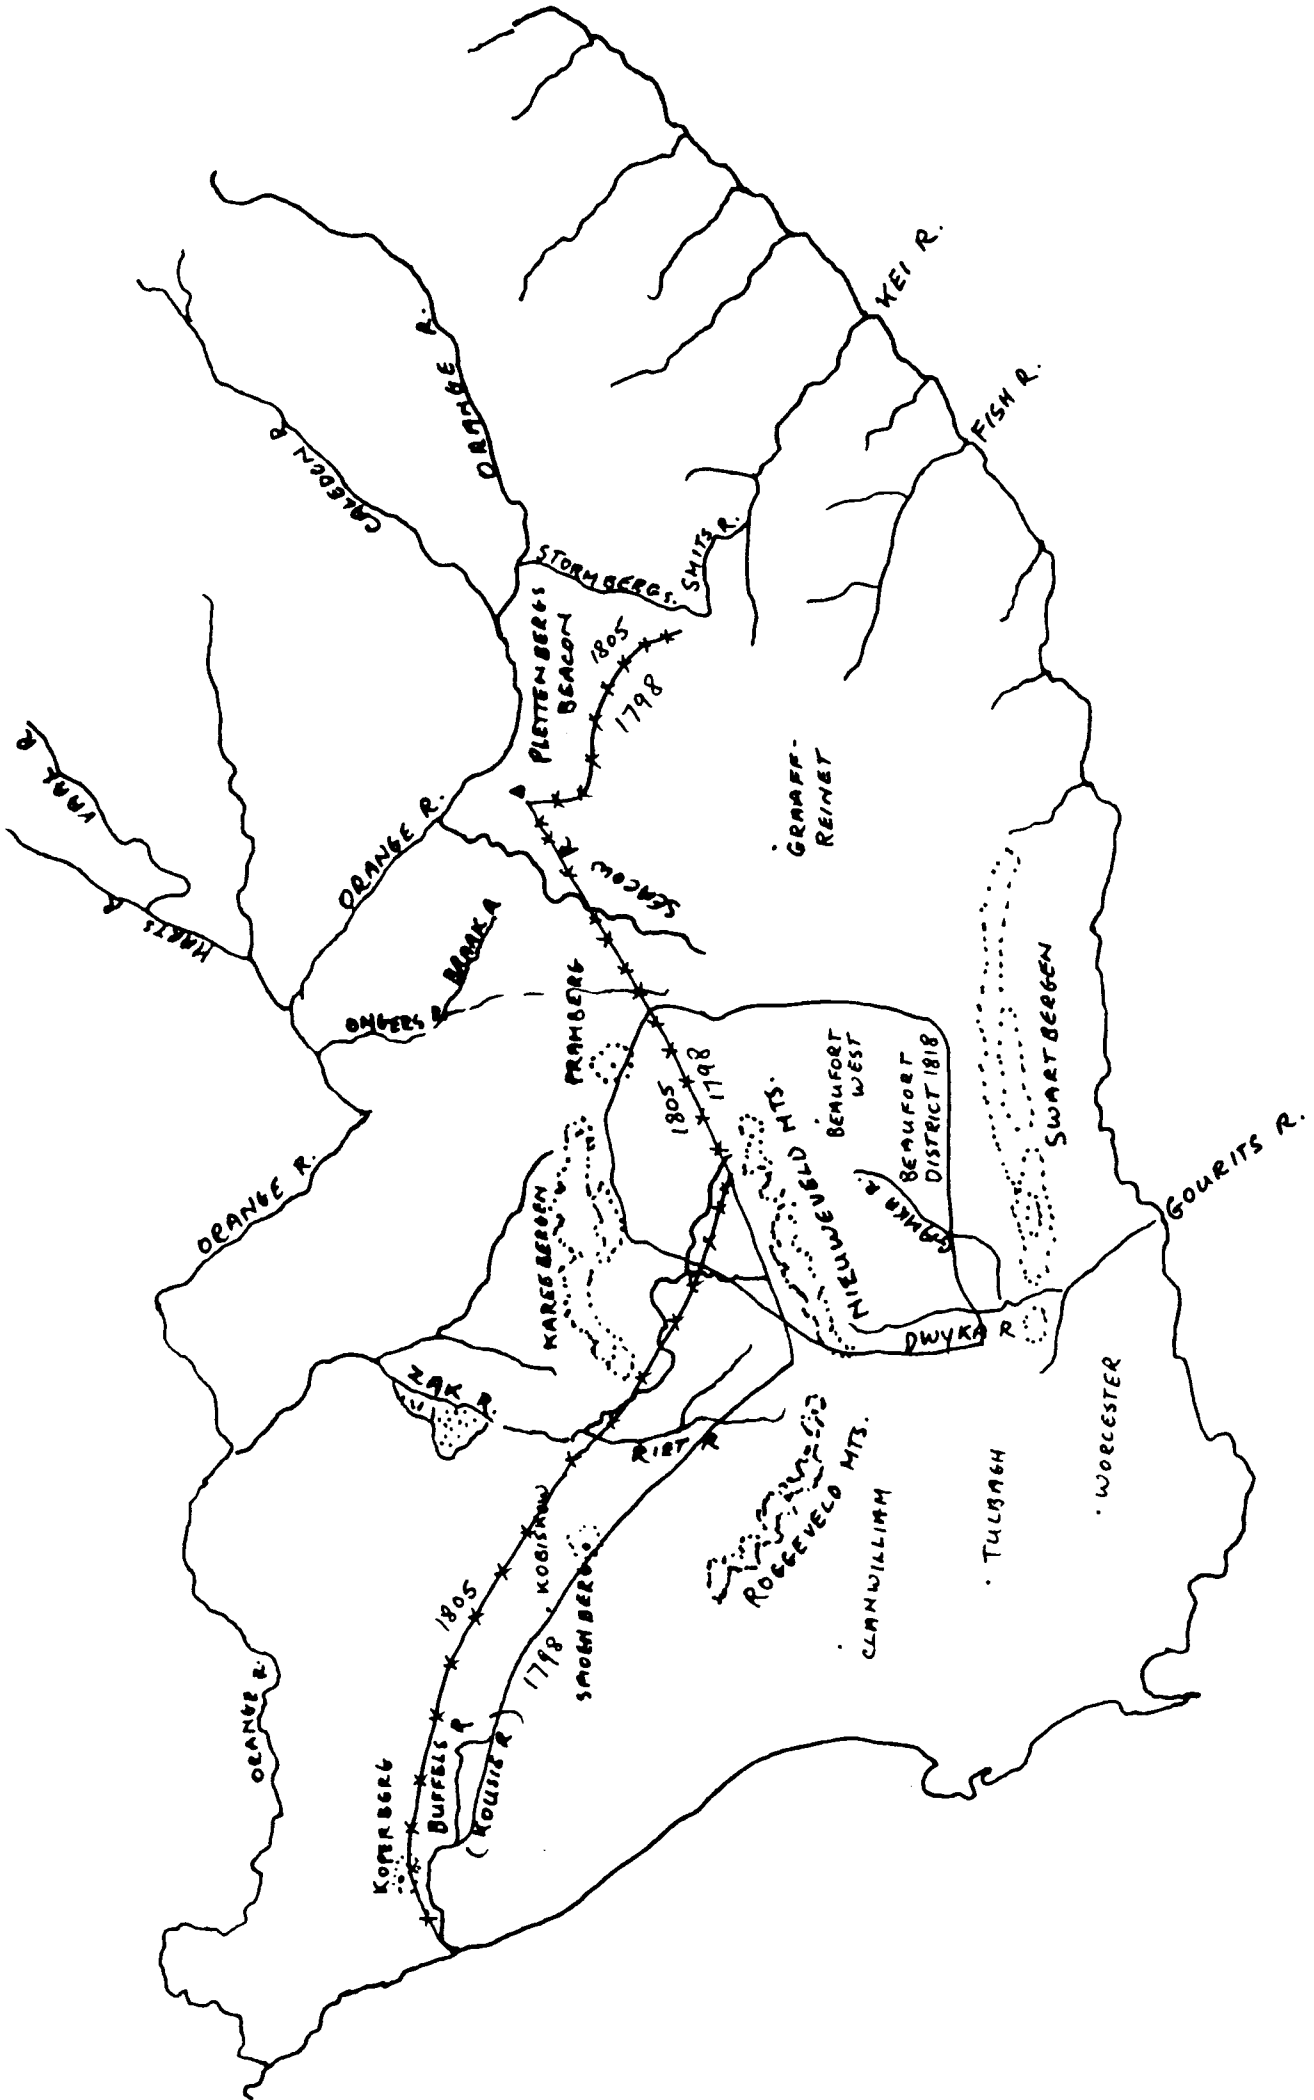 VAAL R
HARTS R
CALEDON R
ORANGE R.
KEI R.
FISH R.
STORMBERGS.
SMITS R.
PLETTENBERGS
BEACON
1805
1798
ORANGE R.
SEACOW
R
GRAAFF-
REINET
ONGERS R
BRAAK R
PRAMBERG
1805
1798
BEAUFORT
WEST
BEAUFORT
DISTRICT 1818
SWARTBERGEN
ORANGE R.
KAREEBERGEN
NIEUWEVELD MTS.
GAMKA R.
GOURITS R.
DWYKA R
ZAK R.
RIET R
ROGGEVELD MTS.
WORCESTER
TULBAGH
CLANWILLIAM
1805
1798
ORANGE R.
KOPERBERG
BUFFELS R
(KOUSIE R)